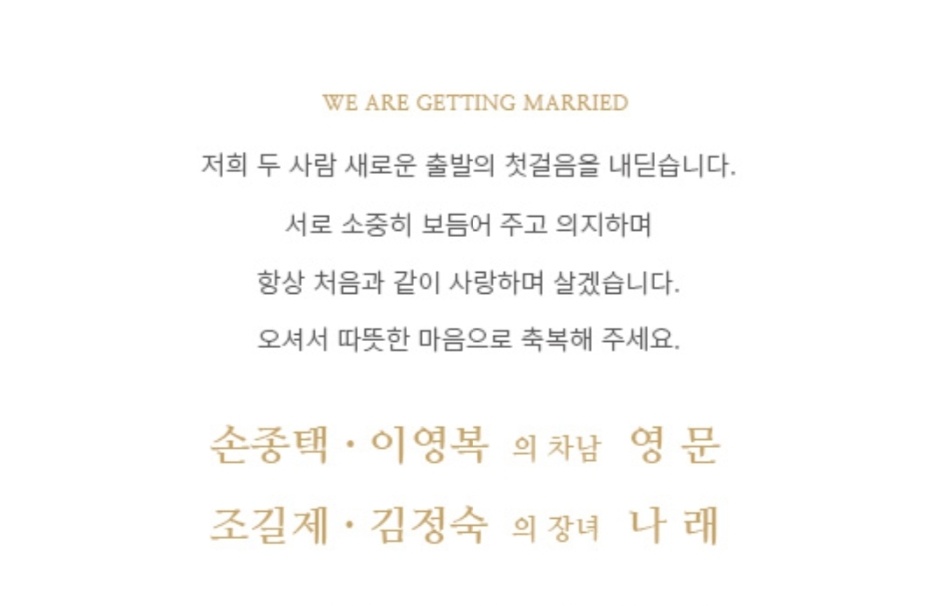 WE ARE GETTING MARRIED
저희 두 사람 새로운 출발의 첫걸음을 내딛습니다.
서로 소중히 보듬어 주고 의지하며
항상 처음과 같이 사랑하며 살겠습니다.
오셔서 따뜻한 마음으로 축복해 주세요.
손종택 · 이영복 의 차남 영 문
조길제 · 김정숙 의 장녀 나 래